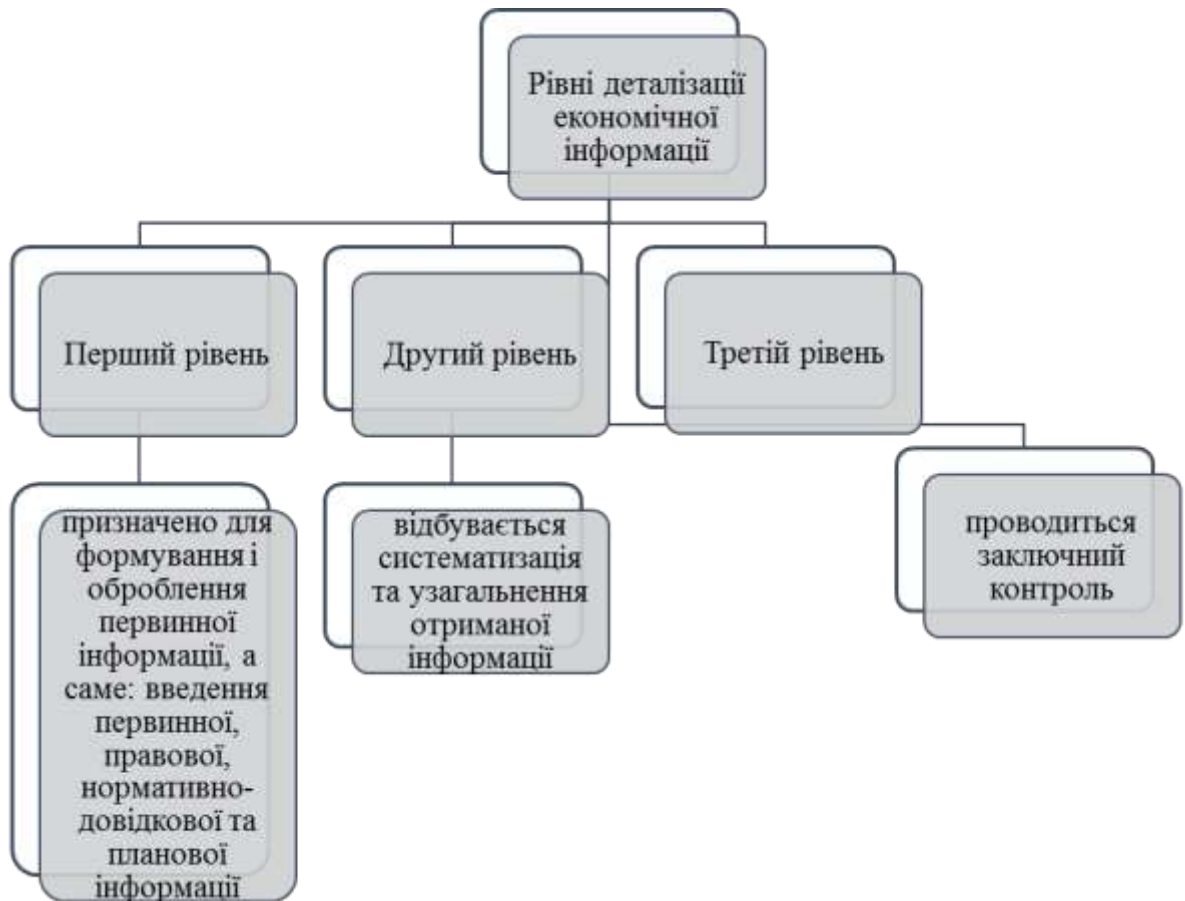 Рівні деталізації
економічної
інформації
Перший рівень
Другий рівень
Третій рівень
призначено для
формування і
оброблення
первинної
інформації, а
саме: введення
первинної,
правової,
нормативно-
довідкової та
планової
інформації
відбувається
систематизація
та узагальнення
отриманої
інформації
проводиться
заключний
контроль